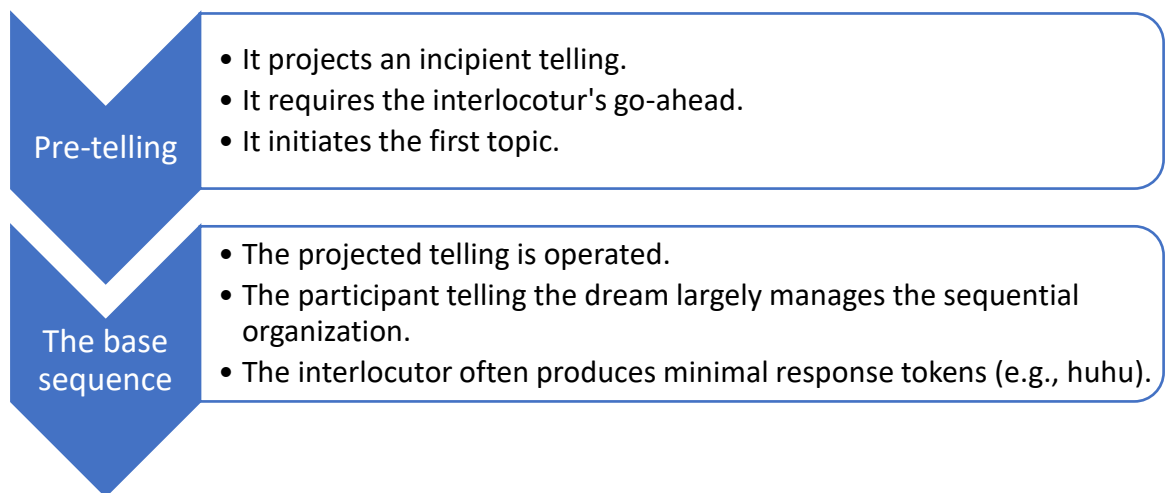 Pre-telling
• It projects an incipient telling.
• It requires the interlocotur's go-ahead.
• It initiates the first topic.
The base
sequence
• The projected telling is operated.
• The participant telling the dream largely manages the sequential
organization.
• The interlocutor often produces minimal response tokens (e.g., huhu).